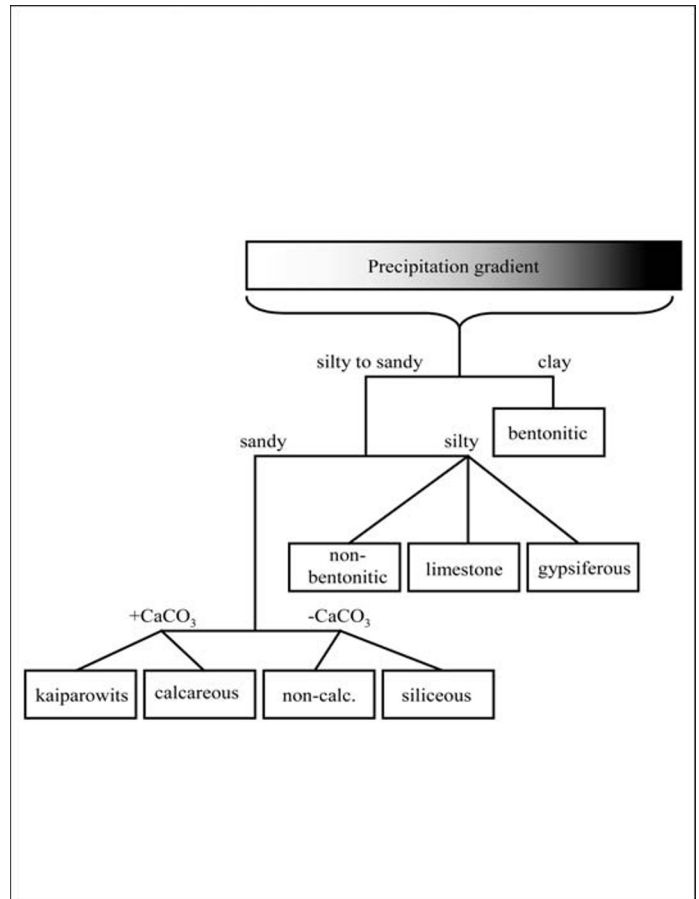 Precipitation gradient
silty to sandy
clay
bentonitic
sandy
silty
non-
bentonitic
limestone
gypsiferous
+CaCO₃
-CaCO₃
kaiparowits
calcareous
non-calc.
siliceous